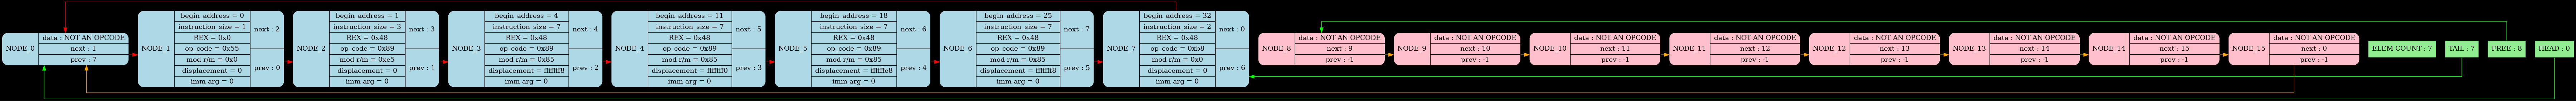 NODE_0
data : NOT AN OPCODE
next : 1
prev : 7
NODE_1
begin_address = 0
instruction_size = 1
REX = 0x0
op_code = 0x55
mod r/m = 0x0
displacement = 0
imm arg = 0
next : 2
prev : 0
NODE_2
begin_address = 1
instruction_size = 3
REX = 0x48
op_code = 0x89
mod r/m = 0xe5
displacement = 0
imm arg = 0
next : 3
prev : 1
NODE_3
begin_address = 4
instruction_size = 7
REX = 0x48
op_code = 0x89
mod r/m = 0x85
displacement = fffffff8
imm arg = 0
next : 4
prev : 2
NODE_4
begin_address = 11
instruction_size = 7
REX = 0x48
op_code = 0x89
mod r/m = 0x85
displacement = fffffff0
imm arg = 0
next : 5
prev : 3
NODE_5
begin_address = 18
instruction_size = 7
REX = 0x48
op_code = 0x89
mod r/m = 0x85
displacement = ffffffe8
imm arg = 0
next : 6
prev : 4
NODE_6
begin_address = 25
instruction_size = 7
REX = 0x48
op_code = 0x89
mod r/m = 0x85
displacement = fffffff8
imm arg = 0
next : 7
prev : 5
NODE_7
begin_address = 32
instruction_size = 2
REX = 0x48
op_code = 0xb8
mod r/m = 0x0
displacement = 0
imm arg = 0
next : 0
prev : 6
NODE_8
data : NOT AN OPCODE
next : 9
prev : -1
NODE_9
data : NOT AN OPCODE
next : 10
prev : -1
NODE_10
data : NOT AN OPCODE
next : 11
prev : -1
NODE_11
data : NOT AN OPCODE
next : 12
prev : -1
NODE_12
data : NOT AN OPCODE
next : 13
prev : -1
NODE_13
data : NOT AN OPCODE
next : 14
prev : -1
NODE_14
data : NOT AN OPCODE
next : 15
prev : -1
NODE_15
data : NOT AN OPCODE
next : 0
prev : -1
ELEM COUNT : 7
TAIL : 7
FREE : 8
HEAD : 0